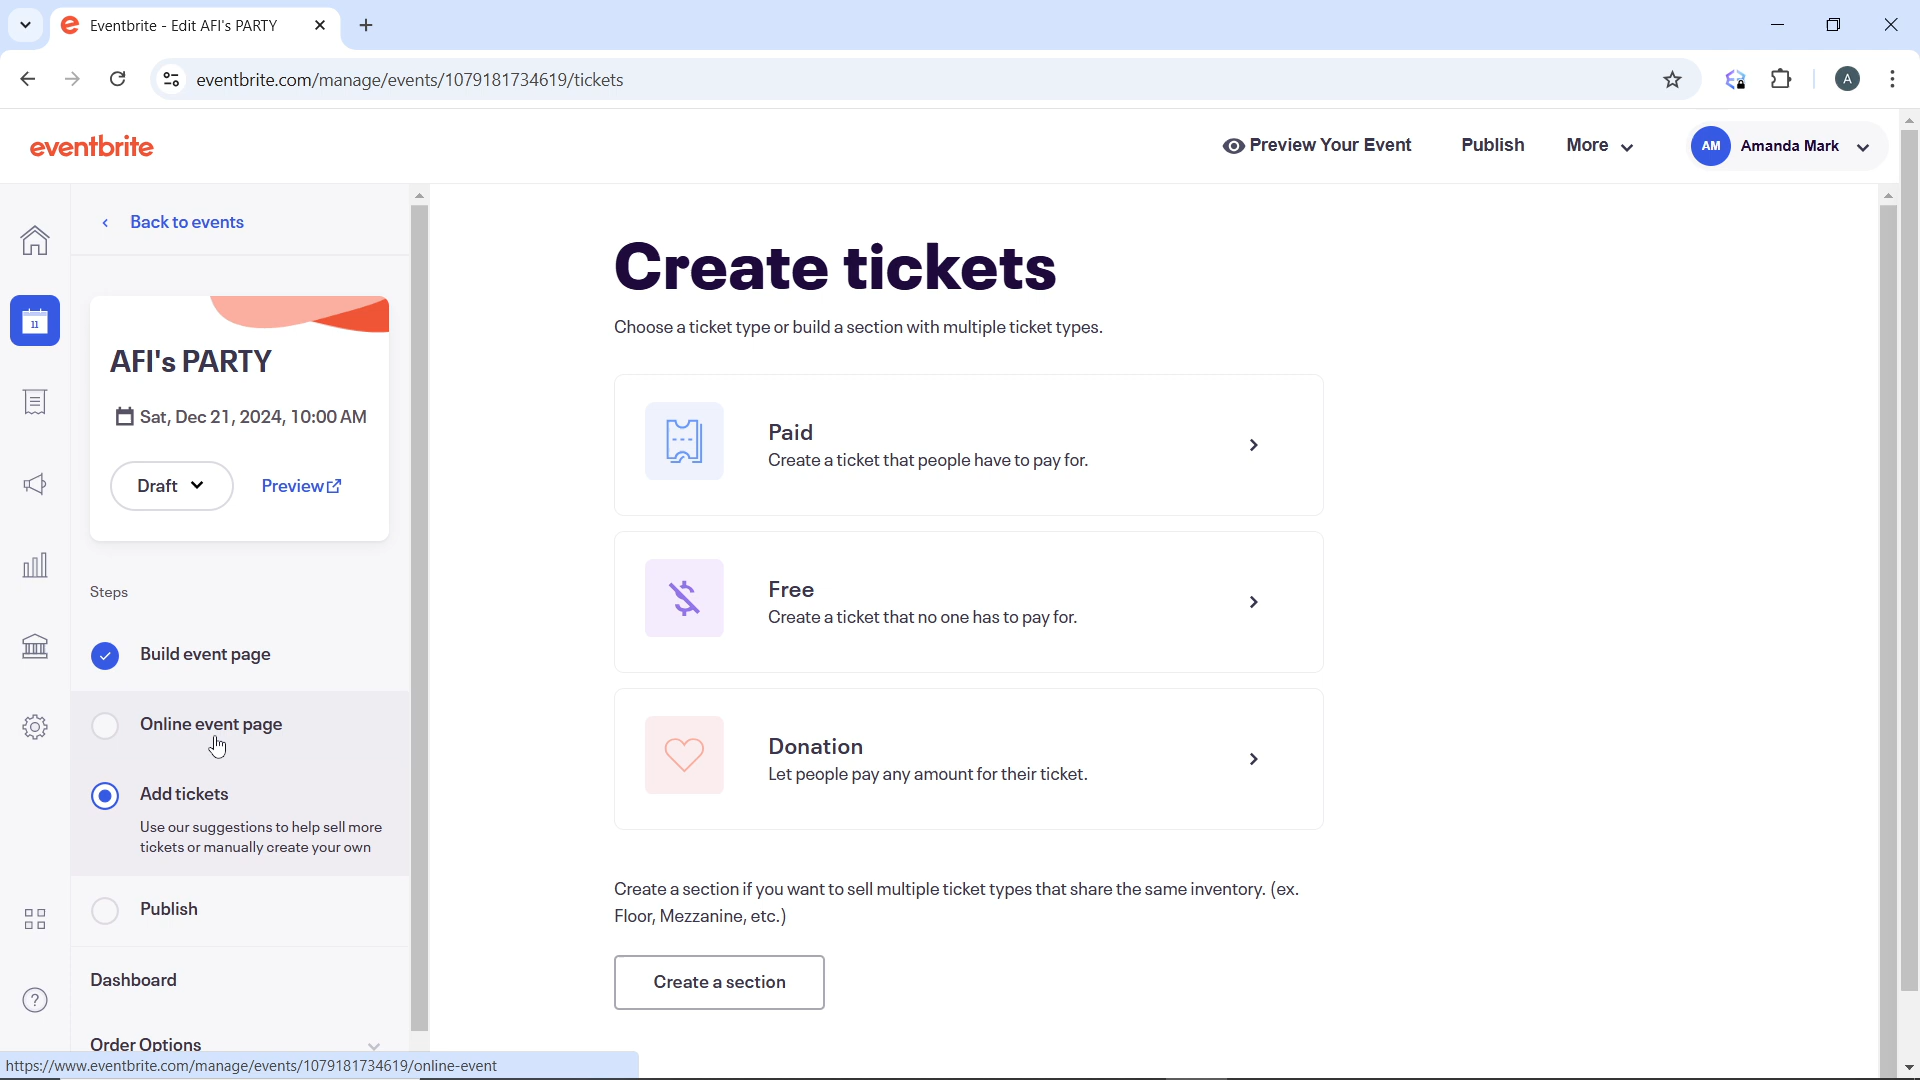 Eventbrite - Edit AFI's PARTY
eventbrite.com/manage/events/1079181734619/tickets
A
eventbrite
Preview Your Event
Publish
More
AM
Amanda Mark
Back to events
11
AFI's PARTY
Sat, Dec 21, 2024, 10:00 AM
Draft
Preview
Steps
Build event page
Online event page
Add tickets
Use our suggestions to help sell more
tickets or manually create your own
Publish
Dashboard
Order Options
Create tickets
Choose a ticket type or build a section with multiple ticket types.
Paid
Create a ticket that people have to pay for.
Free
Create a ticket that no one has to pay for.
Donation
Let people pay any amount for their ticket.
Create a section if you want to sell multiple ticket types that share the same inventory. (ex.
Floor, Mezzanine, etc.)
Create a section
https://www.eventbrite.com/manage/events/1079181734619/online-event